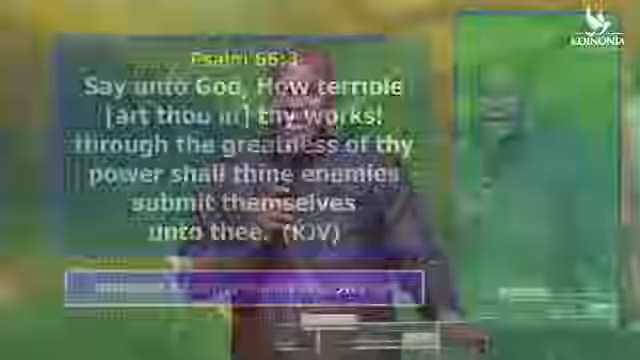 KOINONIA
Psalm 66:3
Say unto God, How terrible
[art thou in] thy works!
through the greatness of thy
power shall thine enemies
submit themselves
unto thee. (KJV)